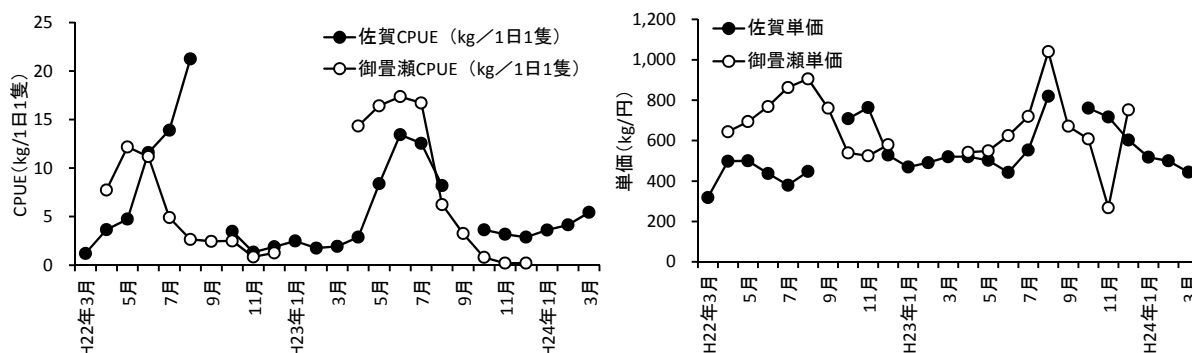 25
20
15
10
5
0
CPUE(kg/1日1隻)
佐賀CPUE（kg／1日1隻）
御畳瀬CPUE（kg／1日1隻）
H22年3月
5月
7月
9月
11月
H23年1月
3月
5月
7月
9月
11月
H24年1月
3月
1,200
1,000
800
600
400
200
0
単価(kg/円)
佐賀単価
御畳瀬単価
H22年3月
5月
7月
9月
11月
H23年1月
3月
5月
7月
9月
11月
H24年1月
3月